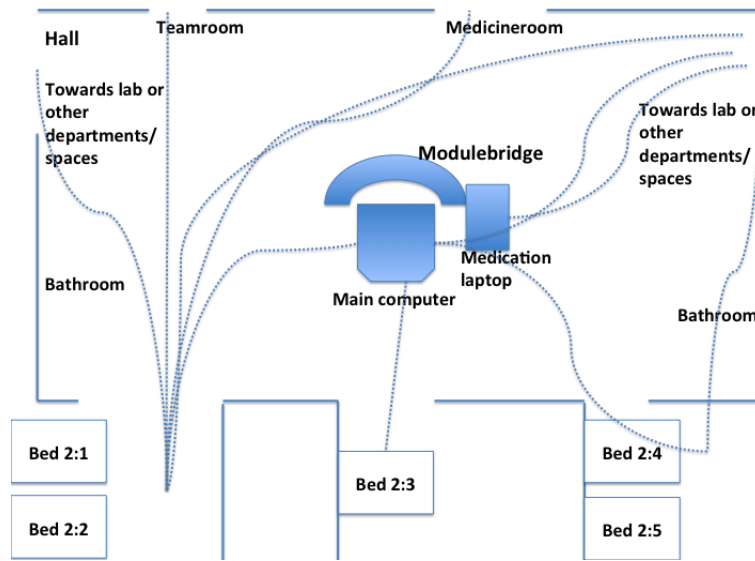 Teamroom
Medicineroom
Hall
Towards lab or
other
departments/
spaces
Towards lab or
other
departments/
spaces
Modulebridge
Medication
laptop
Main computer
Bathroom
Bathroom
Bed 2:1
Bed 2:2
Bed 2:3
Bed 2:4
Bed 2:5